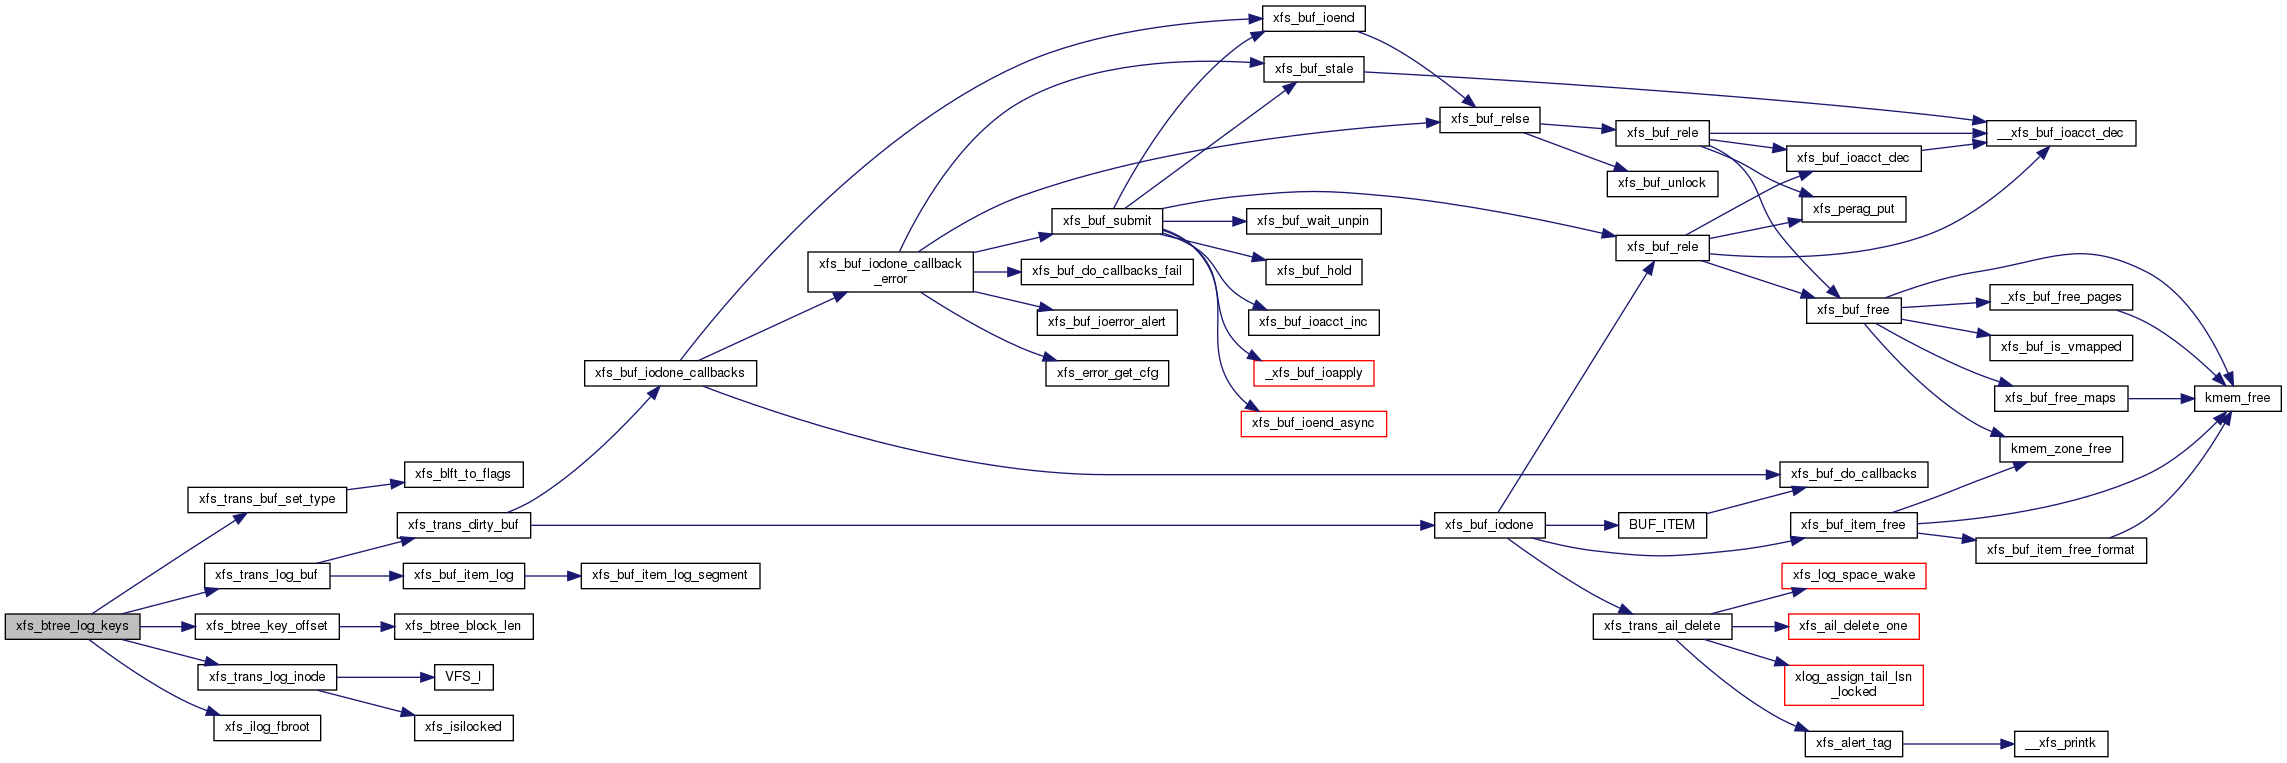 xfs_buf_ioend
xfs_buf_stale
xfs_buf_relse
xfs_buf_rele
__xfs_buf_ioacct_dec
xfs_buf_ioacct_dec
xfs_buf_unlock
xfs_perag_put
xfs_buf_submit
xfs_buf_wait_unpin
xfs_buf_rele
xfs_buf_iodone_callback
_error
xfs_buf_do_callbacks_fail
xfs_buf_hold
xfs_buf_free
_xfs_buf_free_pages
xfs_buf_ioerror_alert
xfs_buf_ioacct_inc
xfs_buf_is_vmapped
xfs_buf_iodone_callbacks
xfs_error_get_cfg
_xfs_buf_ioapply
xfs_buf_free_maps
kmem_free
xfs_buf_ioend_async
kmem_zone_free
xfs_blft_to_flags
xfs_buf_do_callbacks
xfs_trans_buf_set_type
xfs_trans_dirty_buf
xfs_buf_iodone
BUF_ITEM
xfs_buf_item_free
xfs_buf_item_free_format
xfs_trans_log_buf
xfs_buf_item_log
xfs_buf_item_log_segment
xfs_log_space_wake
xfs_btree_log_keys
xfs_btree_key_offset
xfs_btree_block_len
xfs_trans_ail_delete
xfs_ail_delete_one
xfs_trans_log_inode
VFS_I
xlog_assign_tail_lsn
_locked
xfs_ilog_fbroot
xfs_isilocked
xfs_alert_tag
__xfs_printk